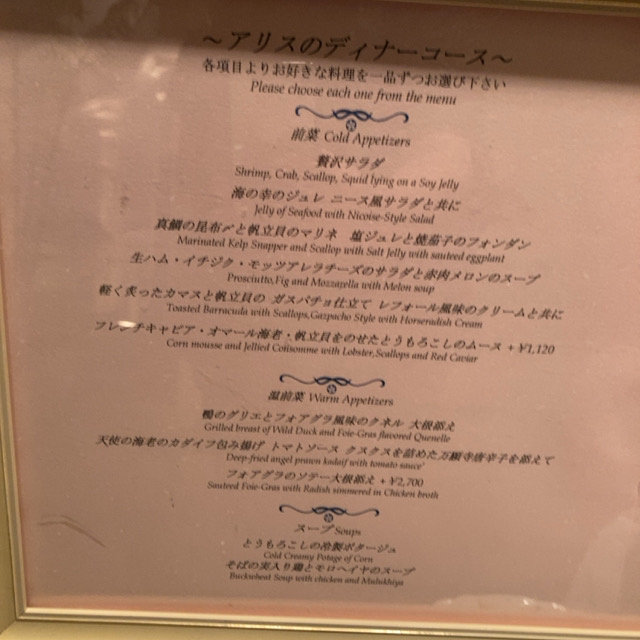 ～アリスのディナーコース～
各項目よりお好きな料理を一品ずつお選び下さい
Please choose each one from the menu
前菜 Cold Appetizers
贅沢サラダ
Shrimp, Crab, Scallop, Squid lying on a Soy Jelly
海の幸のジュレ ニース風サラダと共に
Jelly of Seafood with Nicoise-Style Salad
真鯛の昆布〆と帆立貝のマリネ 塩ジュレと焼茄子のフォンダン
Marinated Kelp Snapper and Scallop with Salt Jelly with sauteed eggplant
生ハム・イチジク・モッツアレラチーズのサラダと赤肉メロンのスープ
Prosciutto,Fig and Mozzarella with Melon soup
軽く炙ったカマスと帆立貝の ガスパチョ仕立て レフォール風味のクリームと共に
Toasted Barracuda with Scallops,Gazpacho Style with Horseradish Cream
フレンチキャビア・オマール海老・帆立貝をのせたとうもろこしのムース +¥1,120
Corn mousse and Jellied Consomme with Lobster,Scallops and Red Caviar
温前菜 Warm Appetizers
鴨のグリエとフォアグラ風味のクネル 大根添え
Grilled breast of Wild Duck and Foie-Gras flavored Quenelle
天使の海老のカダイフ包み揚げ トマトソース クスクスを詰めた万願寺唐辛子を添えて
Deep-fried angel prawn kadaif with tomato sauce'
フォアグラのソテー大根添え +¥2,700
Sauteed Foie-Gras with Radish simmered in Chicken broth
スープ Soups
とうもろこしの冷製ポタージュ
Cold Creamy Potage of Corn
そばの実入り鶏とモロヘイヤのスープ
Buckwheat Soup with chicken and Mulukhiya